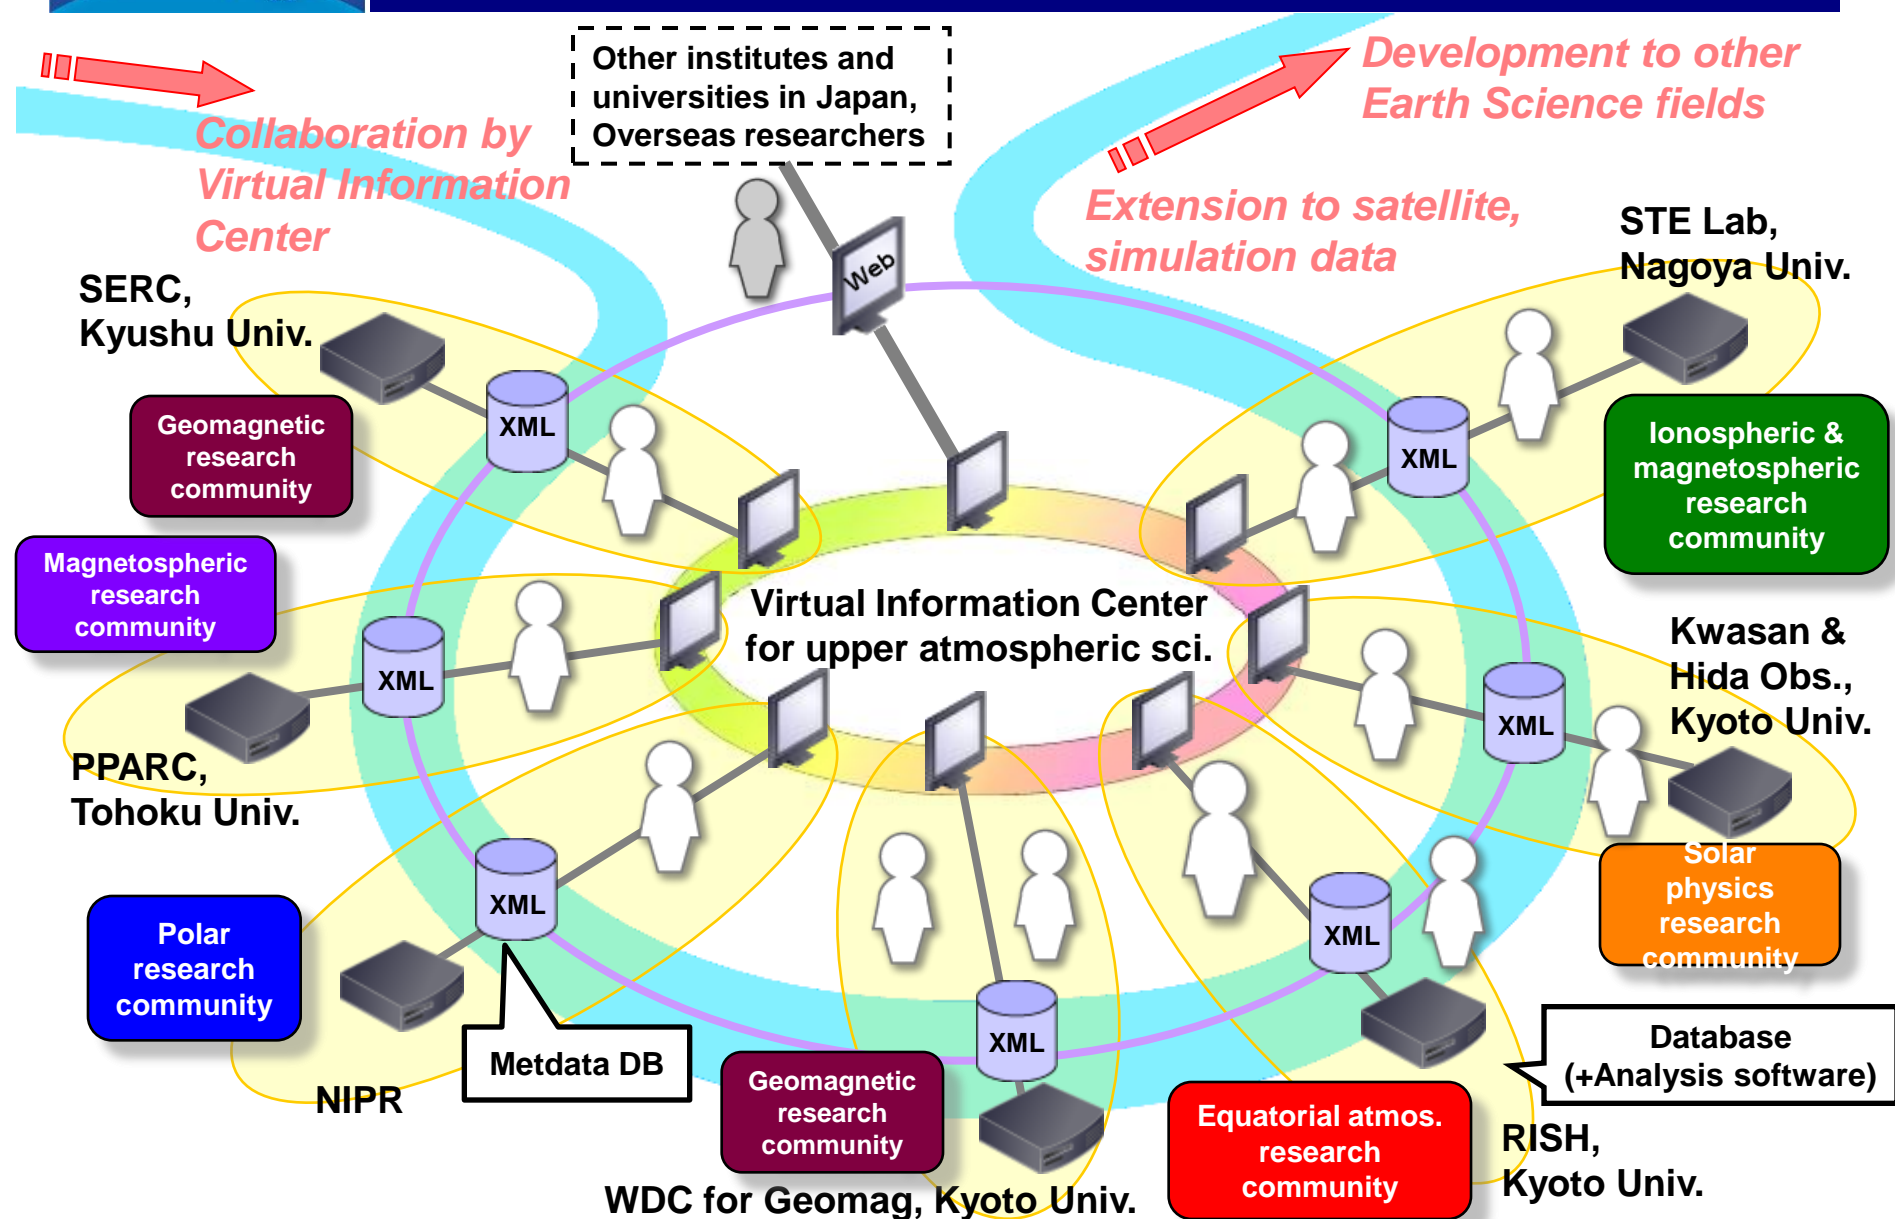 Other institutes and
universities in Japan,
Overseas researchers
Development to other
Earth Science fields
Collaboration by
Virtual Information
Center
Extension to satellite,
simulation data
STE Lab,
Nagoya Univ.
SERC,
Kyushu Univ.
Web
XML
Geomagnetic
research
community
XML
Ionospheric &
magnetospheric
research
community
Magnetospheric
research
community
Virtual Information Center
for upper atmospheric sci.
Kwasan &
Hida Obs.,
Kyoto Univ.
XML
XML
PPARC,
Tohoku Univ.
Solar
physics
research
community
XML
XML
Polar
research
community
Metdata DB
NIPR
XML
Database
(+Analysis software)
Geomagnetic
research
community
Equatorial atmos.
research
community
RISH,
Kyoto Univ.
WDC for Geomag, Kyoto Univ.